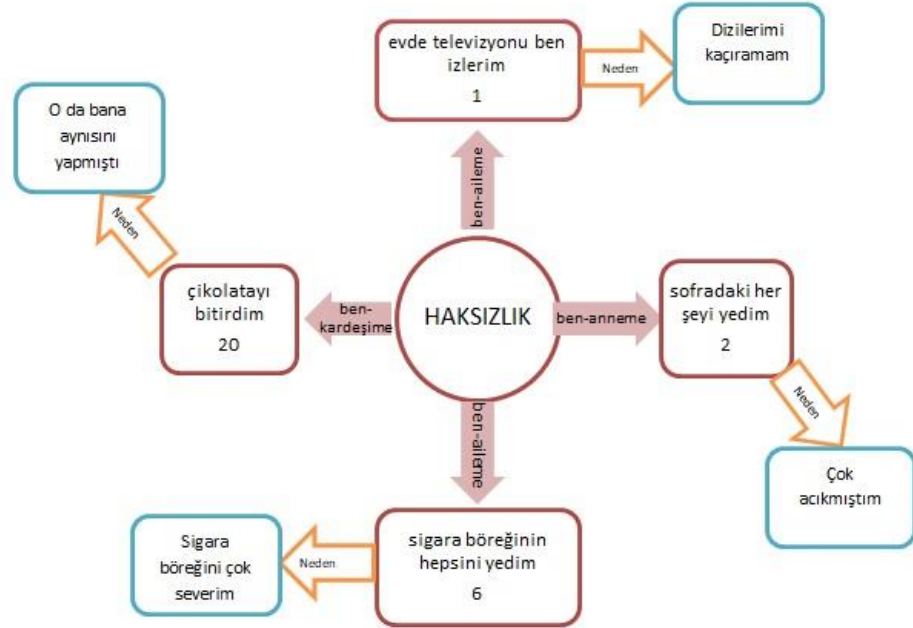 evde televizyonu ben
izlerim
1
Neden
Dizilerimi
kaçıramam
O da bana
aynısını
yapmıştı
Neden
ben-aileme
çikolatayı
bitirdim
20
ben-
kardeşime
HAKSIZLIK
ben-anneme
sofradaki her
şeyi yedim
2
Neden
Çok
acıkmıştım
ben-aileme
Sigara
böreğini çok
severim
Neden
sigara böreğinin
hepsini yedim
6